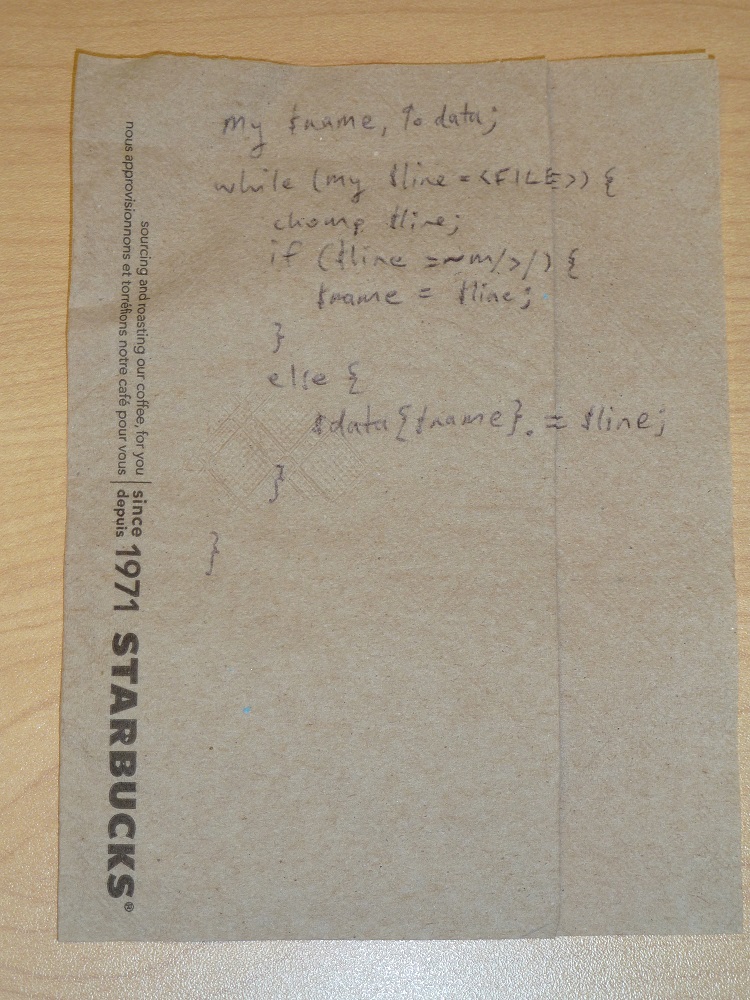 my $name, %data;
while (my $line = <FILE>) {
chomp $line;
if ($line =~ m/>/) {
$name = $line;
}
else {
$data{$name} .= $line;
}
}
sourcing and roasting our coffee, for you
nous approvisionnons et torréfions notre café pour vous
since
depuis
1971 STARBUCKS®